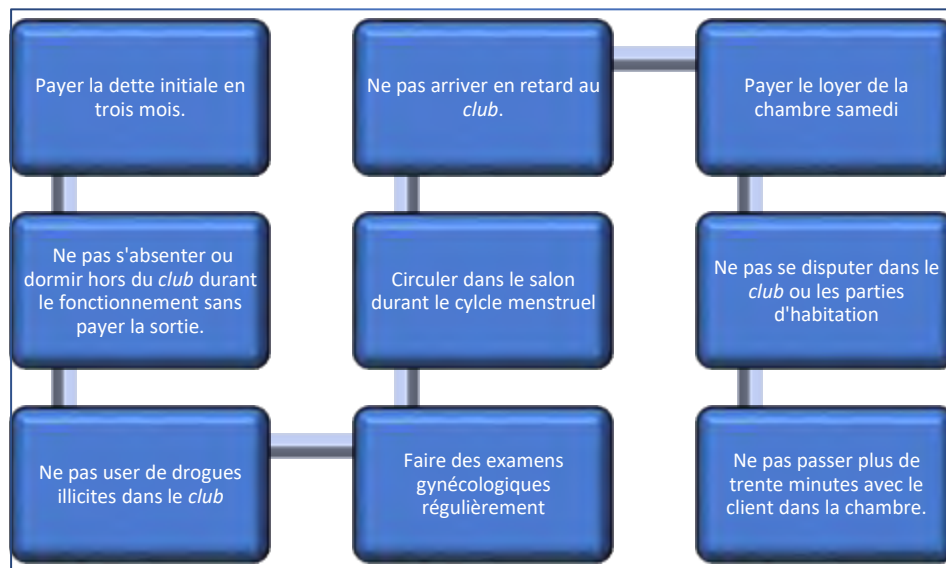 Payer la dette initiale en
trois mois.
Ne pas s'absenter ou
dormir hors du club durant
le fonctionnement sans
payer la sortie.
Ne pas user de drogues
illicites dans le club
Faire des examens
gynécologiques
régulièrement
Circuler dans le salon
durant le cylcle menstruel
Ne pas arriver en retard au
club.
Payer le loyer de la
chambre samedi
Ne pas se disputer dans le
club ou les parties
d'habitation
Ne pas passer plus de
trente minutes avec le
client dans la chambre.